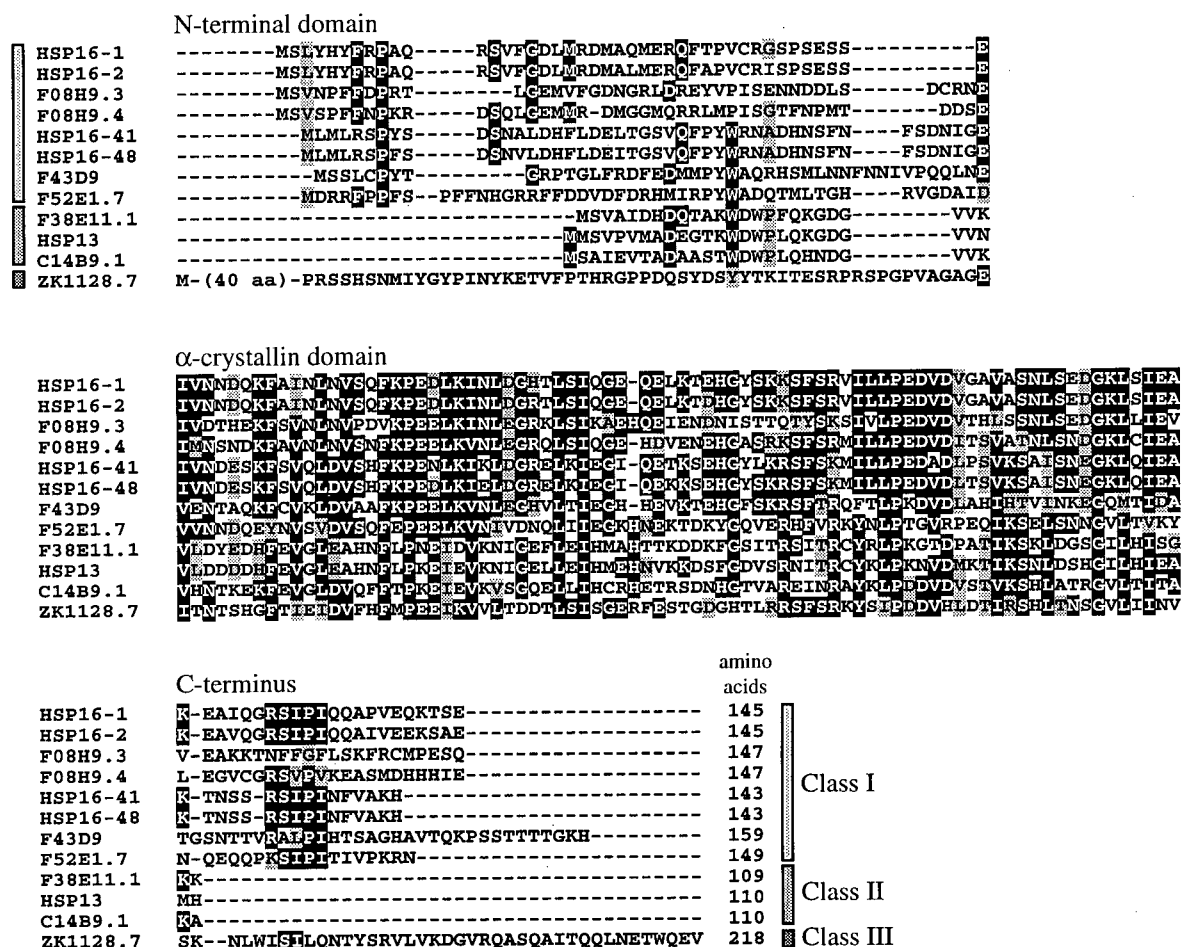 N-terminal domain
HSP16-1 --------MSLYHYFRPAQ-----RSVFGDLMRDMAQMERQFTPVCRGSPSESS----------E
HSP16-2 --------MSLYHYFRPAQ-----RSVFGDLMRDMALMERQFAPVCRISPSESS----------E
F08H9.3 --------MSVNPFFDPRT-------LGEMVFGDNGRLDREYVPISENNDDLS------DCRNE
F08H9.4 --------MSVSPFFNPKR-----DSQLGEMMR-DMGGMQRRLMPISGTFNPMT-------DDSE
HSP16-41 ----------MLMLRSPYS-----DSNALDHFLDELTGSVQFPYWRNADHNSFN----FSDNIGE
HSP16-48 ----------MLMLRSPFS-----DSNVLDHFLDEITGSVQFPYWRNADHNSFN----FSDNIGE
F43D9 -----------MSSLCPYT--------GRPTGLFRDFEDMMPYWAQRHSMLNNFNNIVPQQLNE
F52E1.7 ----------MDRRFPPFS--PFFNHGRRFFDDVDFDRHMIRPYWADQTMLTGH----RVGDAID
F38E11.1 --------------------------------MSVAIDHDQTAKWDWPFQKGDG--------VVK
HSP13 -------------------------------MMSVPVMADEGTKWDWPLQKGDG--------VVN
C14B9.1 -------------------------------MSAIEVTADAASTWDWPLQHNDG--------VVK
ZK1128.7 M-(40 aa)-PRSSHSNMIYGYPINYKETVFPTHRGPPDQSYDSYYTKITESRPRSPGPVAGAGE
α-crystallin domain
HSP16-1 IVNNDQKFAINLNVSQFKPEDLKINLDGHTLSIQGE-QELKTEHGYSKKSFSRVILLPEDVDVGAVASNLSEDGKLSIEA
HSP16-2 IVNNDQKFAINLNVSQFKPEDLKINLDGRTLSIQGE-QELKTDHGYSKKSFSRVILLPEDVDVGAVASNLSEDGKLSIEA
F08H9.3 IVDTHEKFSVNLNVPDVKPEELKINLEGRKLSIKAEHQEIENDNISTTQTYSKSIVLPEDVDVTHLSSNLSEDGKLLIEV
F08H9.4 IMNSNDKFAVNLNVSNFKPEELKVNLEGRQLSIQGE-HDVENEHGASRKSFSRMILLPEDVDITSVATNLSNDGKLCIEA
HSP16-41 IVNDESKFSVQLDVSHFKPENLKIKLDGRELKIEGI-QETKSEHGYLKRSFSKMILLPEDADLPSVKSAISNEGKLQIEA
HSP16-48 IVNDESKFSVQLDVSHFKPEDLKIELDGRELKIEGI-QEKKSEHGYSKRSFSKMILLPEDVDLTSVKSAISNEGKLQIEA
F43D9 VENTAQKFCVKLDVAAFKPEELKVNLEGHVLTIEGH-HEVKTEHGFSKRSFTRQFTLPKDVDLAHIHTVINKEGQMTIDA
F52E1.7 VVNNDQEYNVSVDVSQFEPEELKVNIVDNQLIIEGKHNEKTDKYGQVERHFVRKYNLPTGVRPEQIKSELSNNGVLTVKY
F38E11.1 VLDYEDHFEVGLEAHNFLPNEIDVKNIGEFLEIHMAHTTKDDKFGSITRSITRCYRLPKGTDPATIKSKLDGSGILHISG
HSP13 VLDDDDHFEVGLEAHNFLPKEIEVKNIGELLEIHMEHNVKKDSFGDVSRNITRCYKLPKNVDMKTIKSNLDSHGILHIEA
C14B9.1 VHNTKEKFEVGLDVQFFTPKEIEVKVSGQELLIHCRHETRSDNHGTVAREINRAYKLPDDVDVSTVKSHLATRGVLTITA
ZK1128.7 ITNTSHGFTIEIDVFHFMPEEIKVVLTDDTLSISGERFESTGDGHTLRRSFSRKYSIPDDVHLDTIRSHLTNSGVLIINV
C-terminus
amino
acids
HSP16-1 K-EAIQGRSIPIQQAPVEQKTSE------------------- 145
HSP16-2 K-EAVQGRSIPIQQAIVEEKSAE------------------- 145
F08H9.3 V-EAKKTNFFGFLSKFRCMPESQ------------------- 147
F08H9.4 L-EGVCGRSVPVKEASMDHHHIE------------------- 147
HSP16-41 K-TNSS-RSIPINFVAKH------------------------ 143
HSP16-48 K-TNSS-RSIPINFVAKH------------------------ 143
F43D9 TGSNTTVRALPIHTSAGHAVTQKPSSTTTTGKH--------- 159
F52E1.7 N-QEQQPKSIPITIVPKRN----------------------- 149
Class I
F38E11.1 KK---------------------------------------- 109
HSP13 MH---------------------------------------- 110
C14B9.1 KA---------------------------------------- 110
Class II
ZK1128.7 SK--NLWISILQNTYSRVLVKDGVRQASQAITQQLNETWQEV 218
Class III